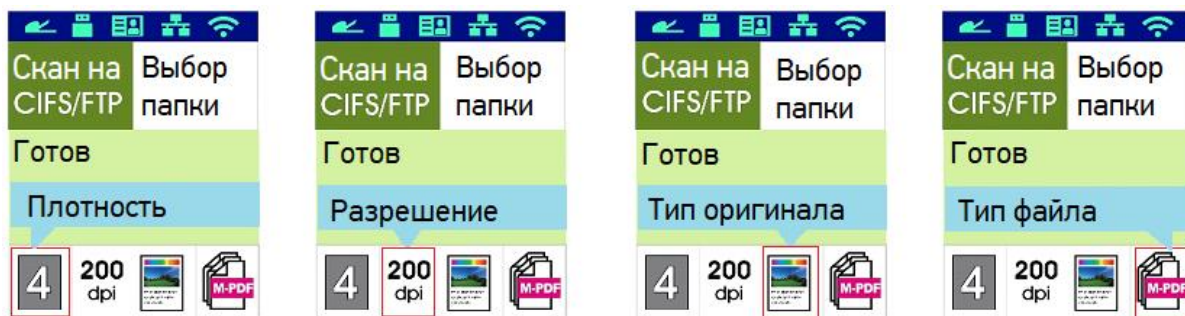 Скан на
CIFS/FTP
Выбор
папки
Готов
Плотность
4
200
dpi
M-PDF
Скан на
CIFS/FTP
Выбор
папки
Готов
Разрешение
4
200
dpi
M-PDF
Скан на
CIFS/FTP
Выбор
папки
Готов
Тип оригинала
4
200
dpi
M-PDF
Скан на
CIFS/FTP
Выбор
папки
Готов
Тип файла
4
200
dpi
M-PDF